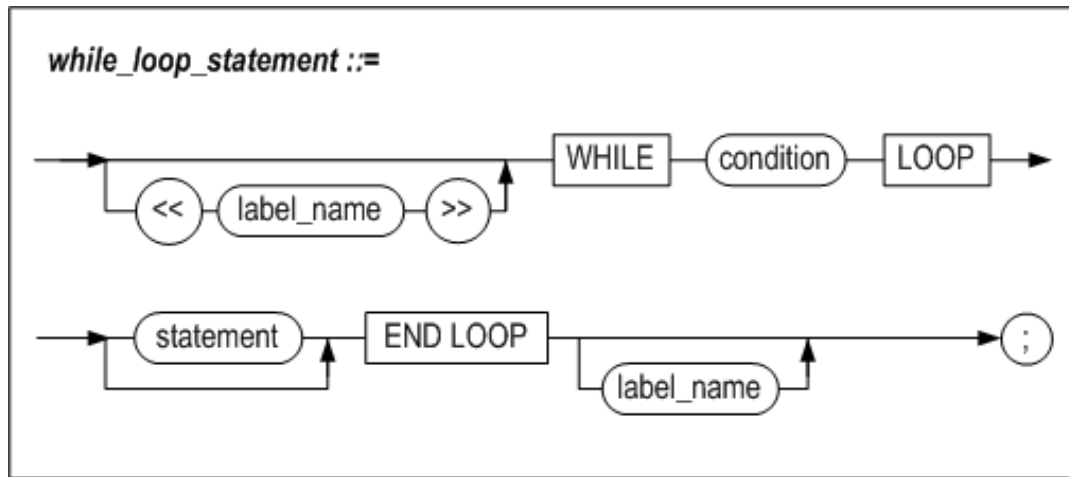 while_loop_statement ::=
WHILE condition LOOP
<< label_name >>
statement END LOOP ;
label_name